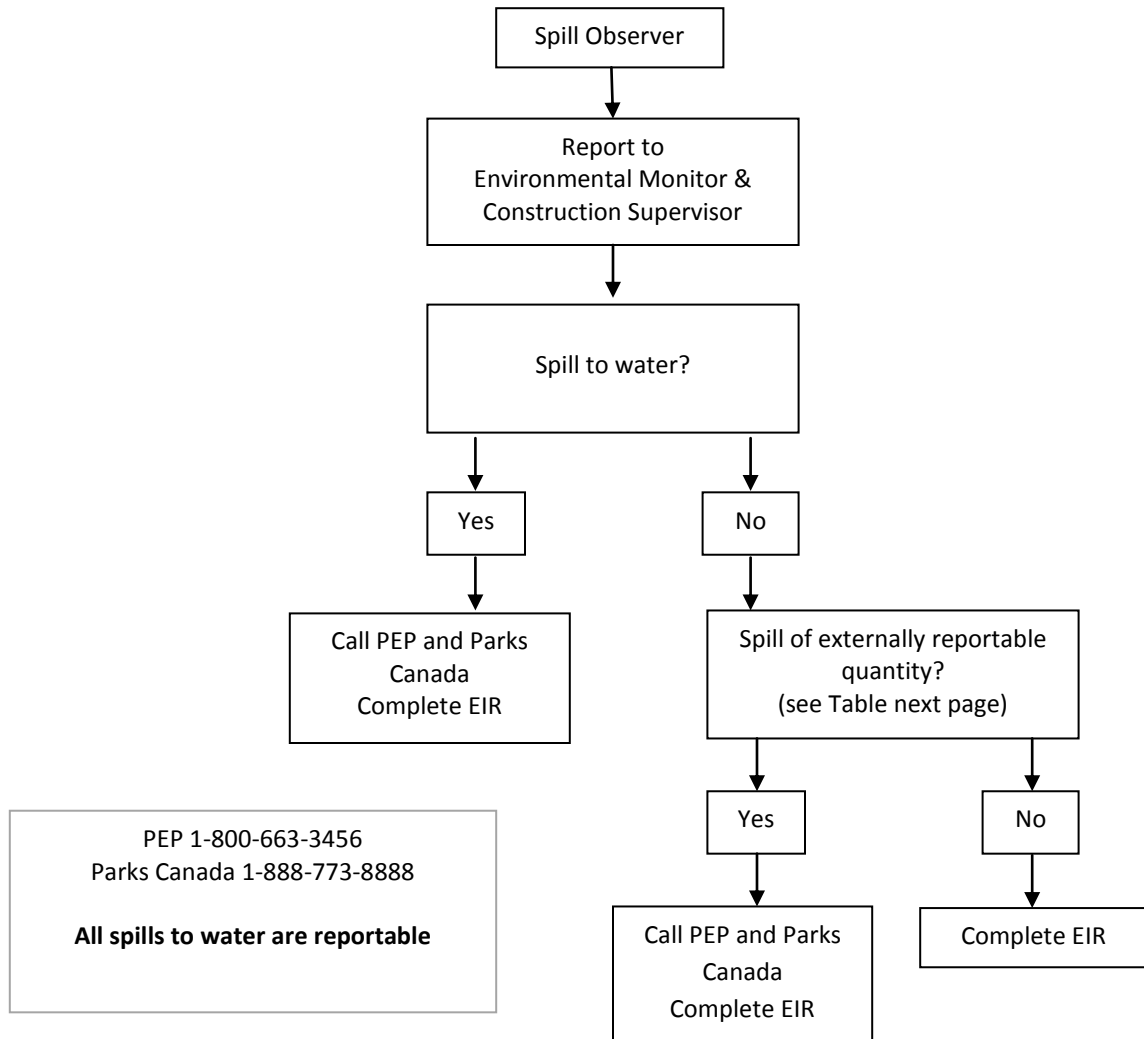 Spill Observer
Report to
Environmental Monitor &
Construction Supervisor
Spill to water?
Yes
No
Call PEP and Parks
Canada
Complete EIR
Spill of externally reportable
quantity?
(see Table next page)
Yes
No
Call PEP and Parks
Canada
Complete EIR
Complete EIR
PEP 1-800-663-3456
Parks Canada 1-888-773-8888
All spills to water are reportable